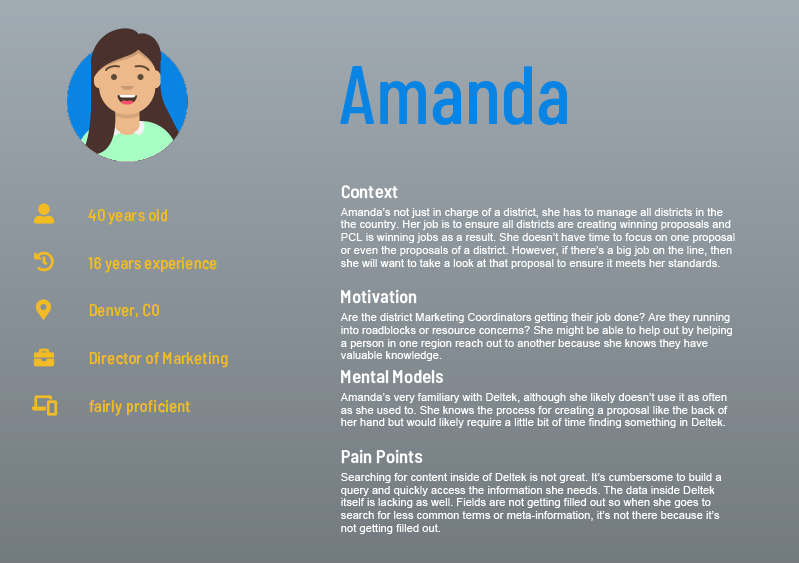 Amanda
40 years old
16 years experience
Denver, CO
Director of Marketing
fairly proficient
Context
Amanda's not just in charge of a district, she has to manage all districts in the
the country. Her job is to ensure all districts are creating winning proposals and
PCL is winning jobs as a result. She doesn't have time to focus on one proposal
or even the proposals of a district. However, if there's a big job on the line, then
she will want to take a look at that proposal to ensure it meets her standards.
Motivation
Are the district Marketing Coordinators getting their job done? Are they running
into roadblocks or resource concerns? She might be able to help out by helping
a person in one region reach out to another because she knows they have
valuable knowledge.
Mental Models
Amanda's very familiary with Deltek, although she likely doesn't use it as often
as she used to. She knows the process for creating a proposal like the back of
her hand but would likely require a little bit of time finding something in Deltek.
Pain Points
Searching for content inside of Deltek is not great. It's cumbersome to build a
query and quickly access the information she needs. The data inside Deltek
itself is lacking as well. Fields are not getting filled out so when she goes to
search for less common terms or meta-information, it's not there because it's
not getting filled out.